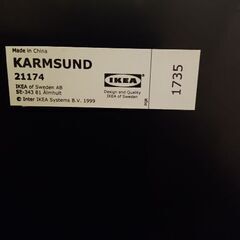 Made in China
KARMSUND
21174
IKEA of Sweden AB
SE-343 81 Älmhult
© Inter IKEA Systems B.V. 1999
IKEA
Design and Quality
IKEA of Sweden
1735